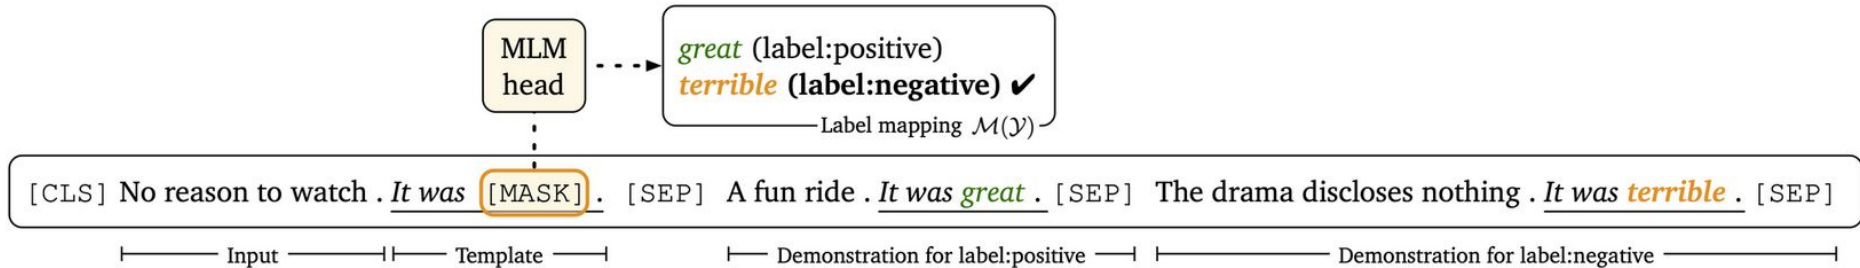 MLM
head
great (label:positive)
terrible (label:negative) ✔
Label mapping M(Y)
[CLS] No reason to watch . It was [MASK] . [SEP] A fun ride . It was great . [SEP] The drama discloses nothing . It was terrible . [SEP]
Input Template Demonstration for label:positive Demonstration for label:negative